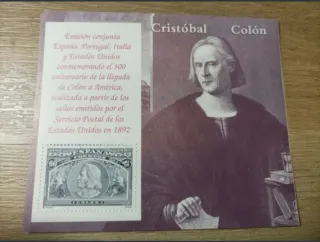 Cristóbal Colón
Emisión conjunta
España, Portugal, Italia
y Estados Unidos
conmemorando el 500
aniversario de la llegada
de Colón a América,
realizada a partir de los
sellos emitidos por el
Servicio Postal de los
Estados Unidos en 1892
ESPAÑA